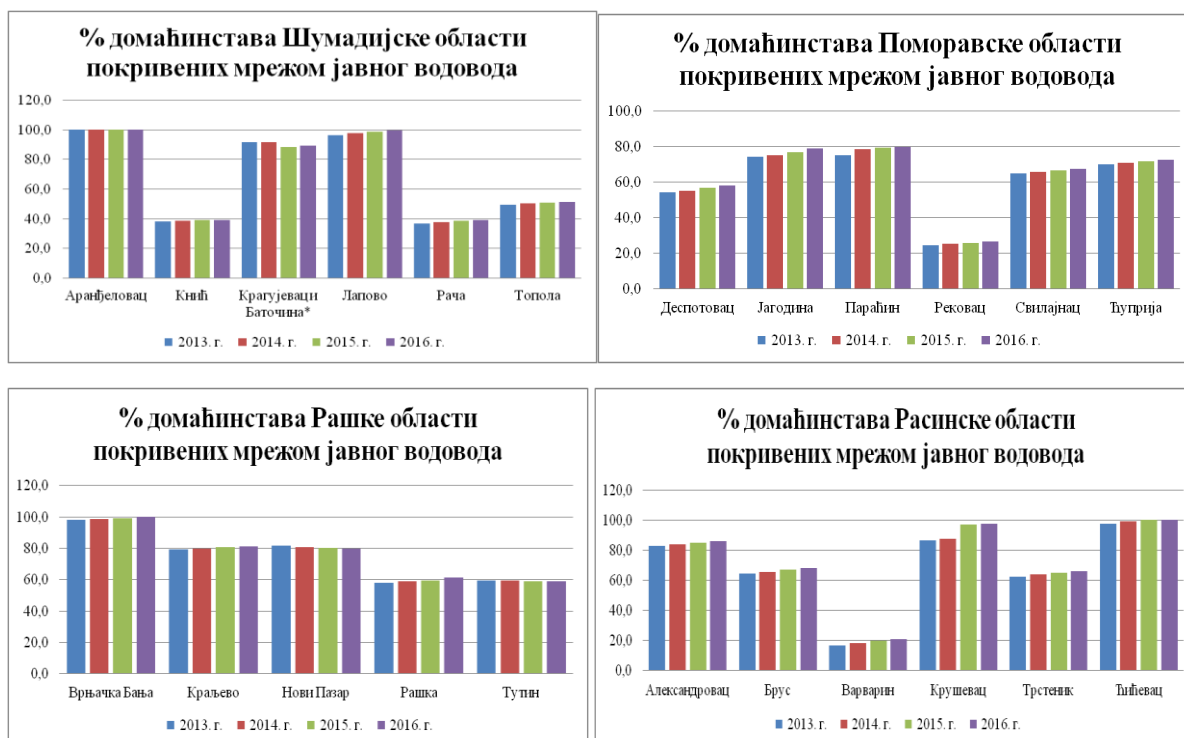 % домаћинстава Шумадијске области
покривених мрежом јавног водовода
120,0
100,0
80,0
60,0
40,0
20,0
0,0
Аранђеловац Кнић Крагујеваци Баточина* Лапово Рача Топола
2013. г. 2014. г. 2015. г. 2016. г.
% домаћинстава Поморавске области
покривених мрежом јавног водовода
100,0
80,0
60,0
40,0
20,0
0,0
Деспотовац Јагодина Параћин Рековац Свилајнац Ћуприја
2013. г. 2014. г. 2015. г. 2016. г.
% домаћинстава Рашке области
покривених мрежом јавног водовода
120,0
100,0
80,0
60,0
40,0
20,0
0,0
Врњачка Бања Краљево Нови Пазар Рашка Тутин
2013. г. 2014. г. 2015. г. 2016. г.
% домаћинстава Расинске области
покривених мрежом јавног водовода
120,0
100,0
80,0
60,0
40,0
20,0
0,0
Александровац Брус Варварин Крушевац Трстеник Ћићевац
2013. г. 2014. г. 2015. г. 2016. г.